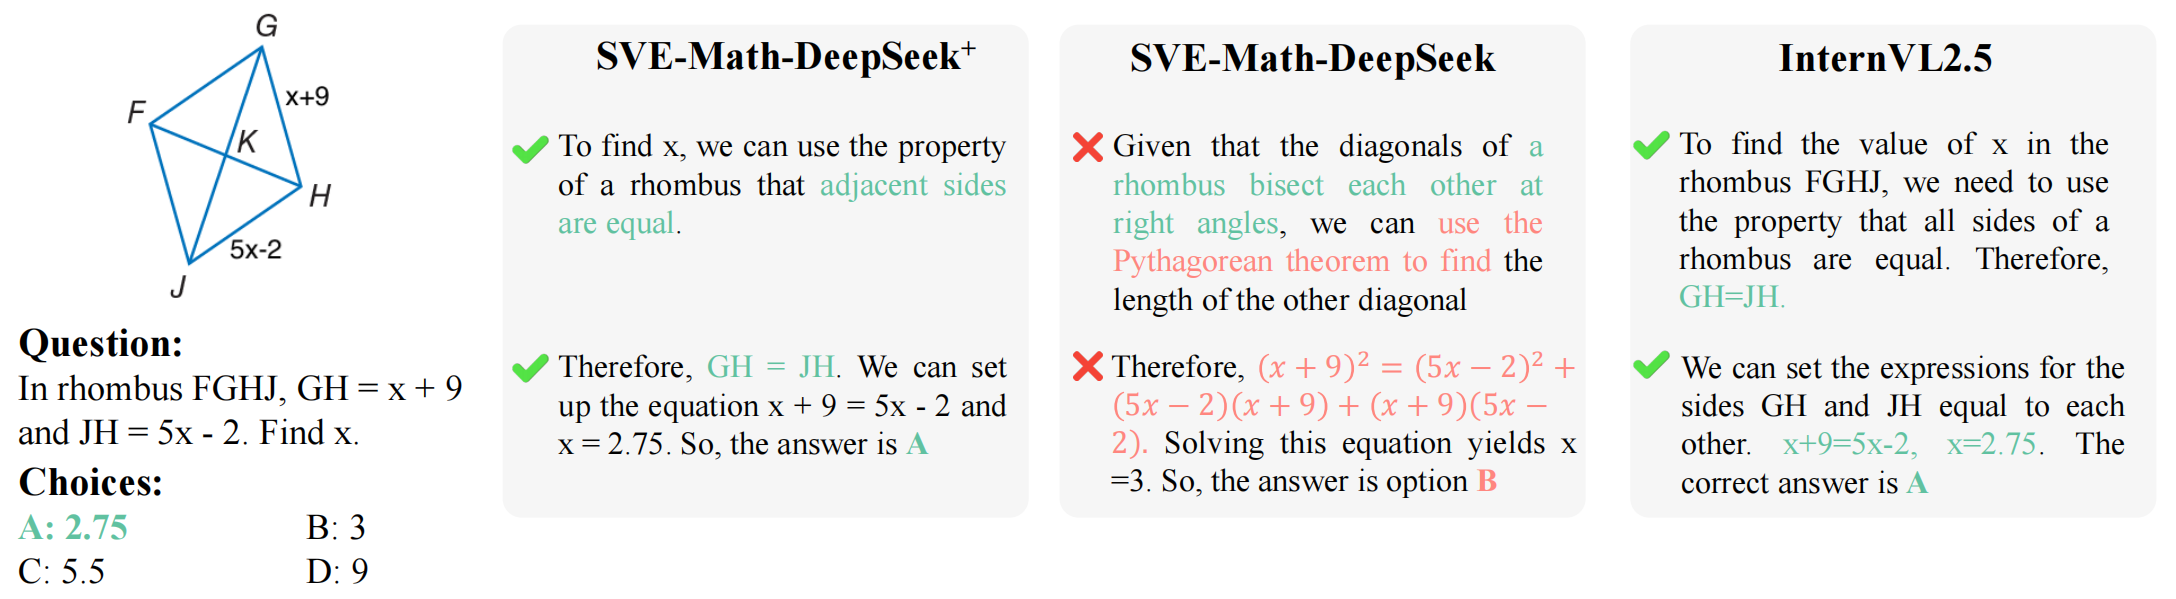 G
x+9
F
K
H
5x-2
J
Question:
In rhombus FGHJ, GH = x + 9
and JH = 5x - 2. Find x.
Choices:
A: 2.75
B: 3
C: 5.5
D: 9
SVE-Math-DeepSeek⁺
To find x, we can use the property
of a rhombus that adjacent sides
are equal.
Therefore, GH = JH. We can set
up the equation x + 9 = 5x - 2 and
x = 2.75. So, the answer is A
SVE-Math-DeepSeek
Given that the diagonals of a
rhombus bisect each other at
right angles, we can use the
Pythagorean theorem to find the
length of the other diagonal
Therefore, (x + 9)² = (5x − 2)² +
(5x − 2)(x + 9) + (x + 9)(5x −
2). Solving this equation yields x
=3. So, the answer is option B
InternVL2.5
To find the value of x in the
rhombus FGHJ, we need to use
the property that all sides of a
rhombus are equal. Therefore,
GH=JH.
We can set the expressions for the
sides GH and JH equal to each
other. x+9=5x-2, x=2.75. The
correct answer is A